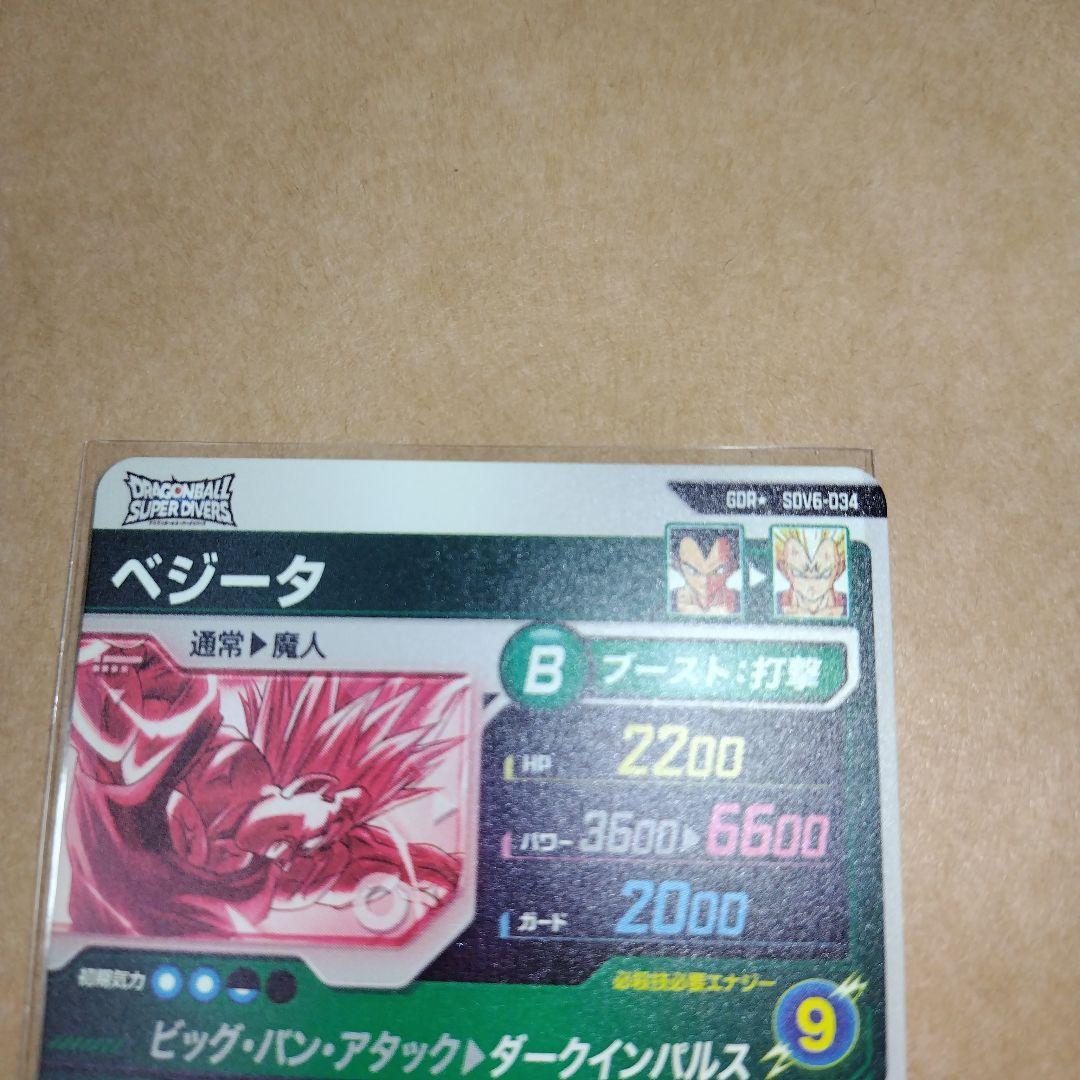 DRAGONBALL
SUPER DIVERS
GDR★ SDV6-034
ベジータ
通常▶魔人
B ブースト:打撃
HP 2200
パワー 3600▶6600
ガード 2000
初期気力
必殺技必要エナジー
9
ビッグ・バン・アタック▶ダークインパルス